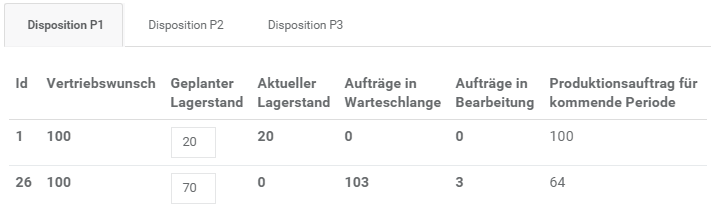 Disposition P1 Disposition P2 Disposition P3
Id Vertriebswunsch Geplanter Lagerstand Aktueller Lagerstand Aufträge in Warteschlange Aufträge in Bearbeitung Produktionsauftrag für kommende Periode
1 100 20 20 0 0 100
26 100 70 0 103 3 64